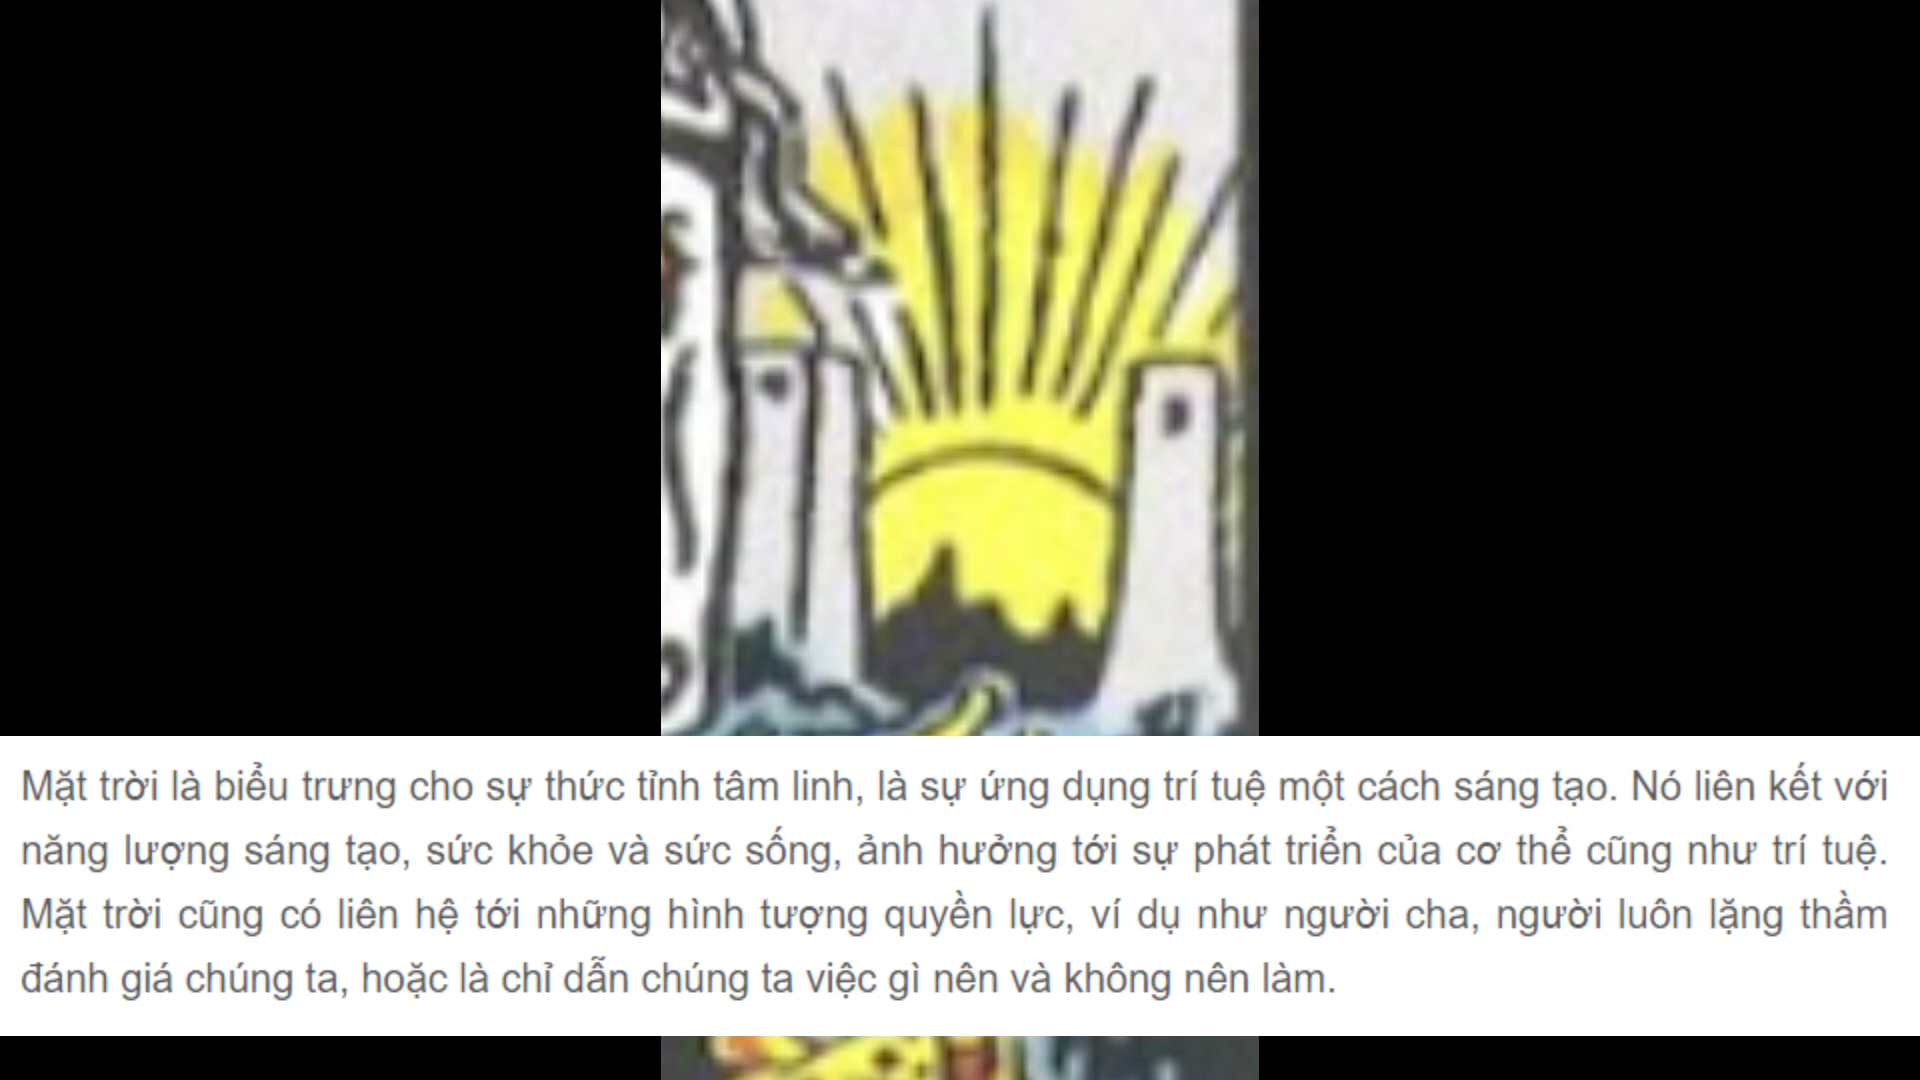 Mặt trời là biểu trưng cho sự thức tỉnh tâm linh, là sự ứng dụng trí tuệ một cách sáng tạo. Nó liên kết với
năng lượng sáng tạo, sức khỏe và sức sống, ảnh hưởng tới sự phát triển của cơ thể cũng như trí tuệ.
Mặt trời cũng có liên hệ tới những hình tượng quyền lực, ví dụ như người cha, người luôn lặng thầm
đánh giá chúng ta, hoặc là chỉ dẫn chúng ta việc gì nên và không nên làm.